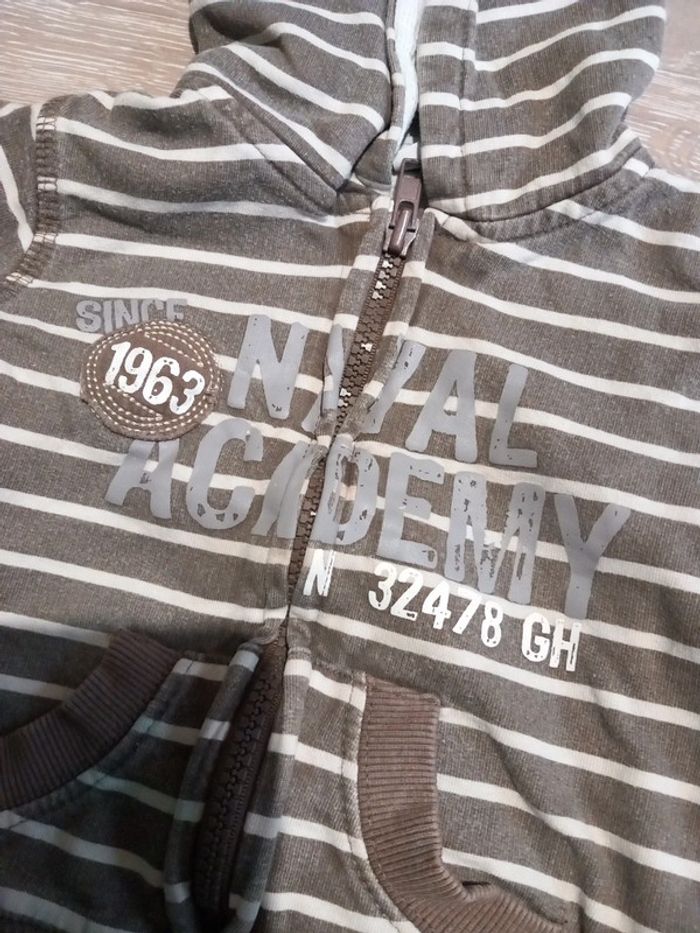 SINCE
1963
NAVAL
ACADEMY
N 32478 GH